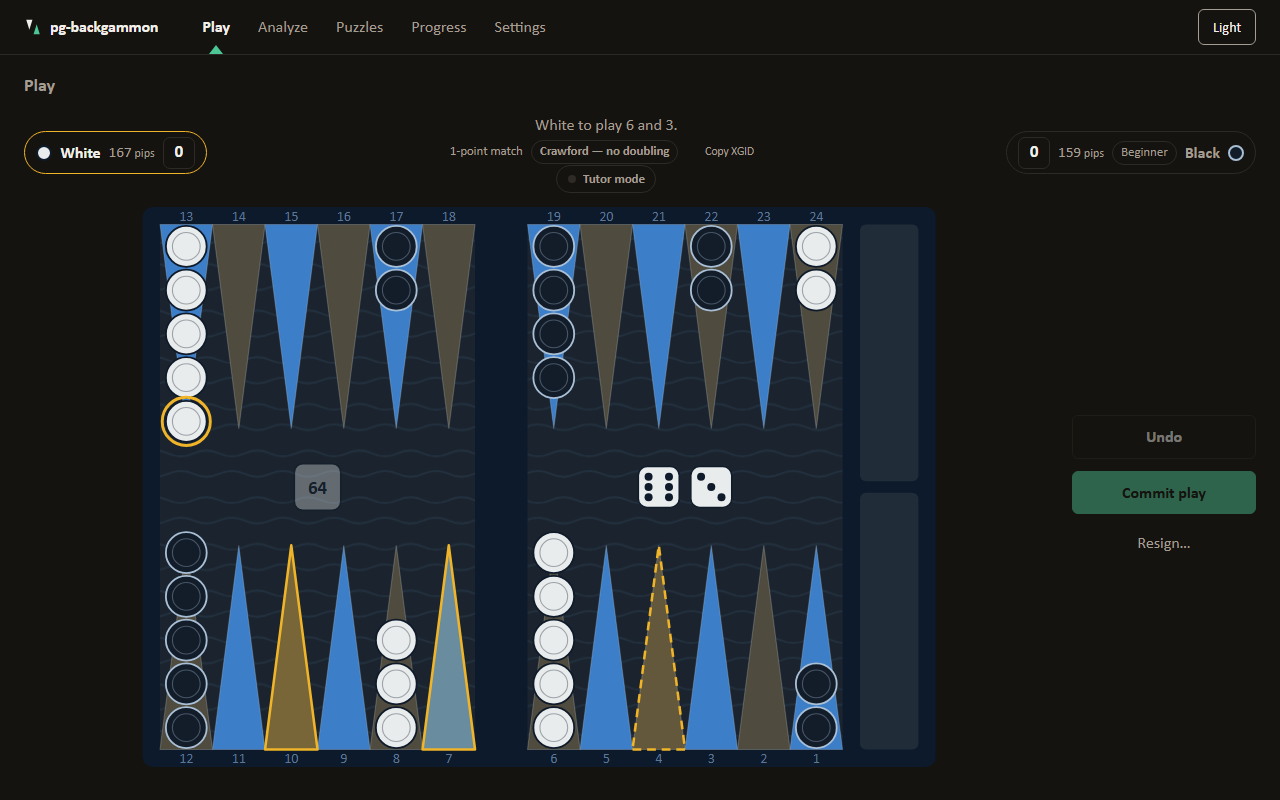 pg-backgammon Play Analyze Puzzles Progress Settings Light
Play
White 167 pips 0
White to play 6 and 3.
1-point match Crawford — no doubling Copy XGID
Tutor mode
0 159 pips Beginner Black
13 14 15 16 17 18 19 20 21 22 23 24
64
Undo
Commit play
Resign...
12 11 10 9 8 7 6 5 4 3 2 1